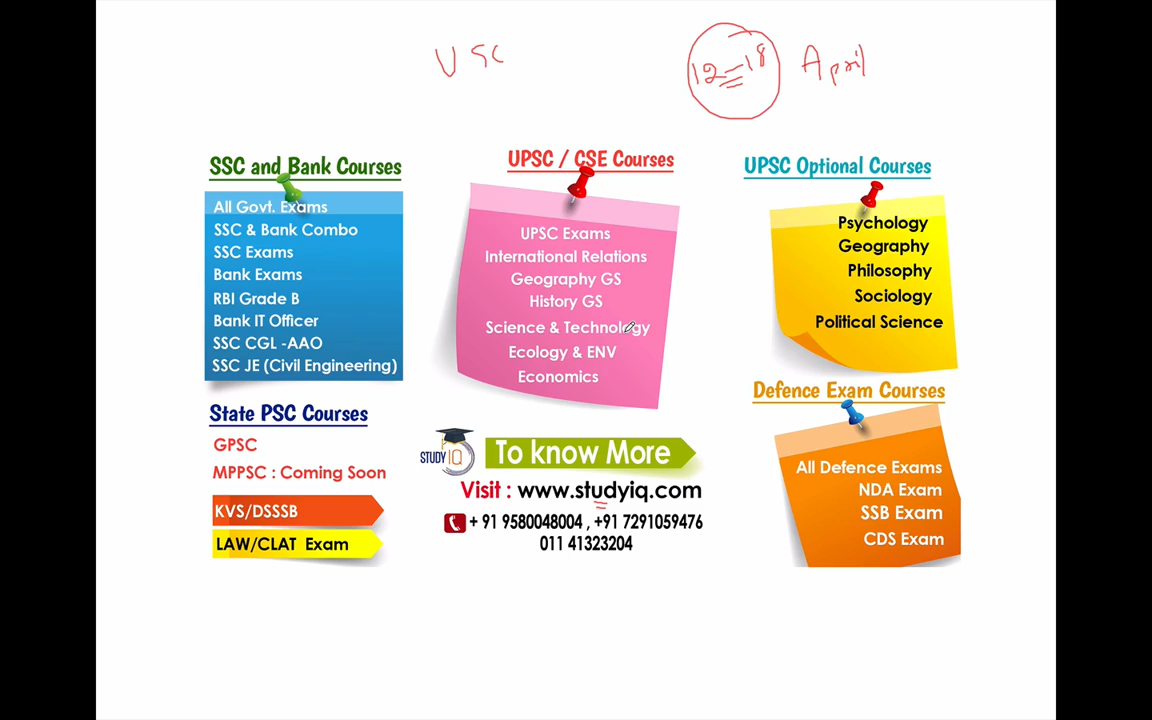 VSC
12-18 April
SSC and Bank Courses
All Govt. Exams
SSC & Bank Combo
SSC Exams
Bank Exams
RBI Grade B
Bank IT Officer
SSC CGL -AAO
SSC JE (Civil Engineering)
State PSC Courses
GPSC
MPPSC : Coming Soon
KVS/DSSSB
LAW/CLAT Exam
UPSC / CSE Courses
UPSC Exams
International Relations
Geography GS
History GS
Science & Technology
Ecology & ENV
Economics
STUDY IQ
To know More
Visit : www.studyiq.com
+ 91 9580048004 , +91 7291059476
011 41323204
UPSC Optional Courses
Psychology
Geography
Philosophy
Sociology
Political Science
Defence Exam Courses
All Defence Exams
NDA Exam
SSB Exam
CDS Exam